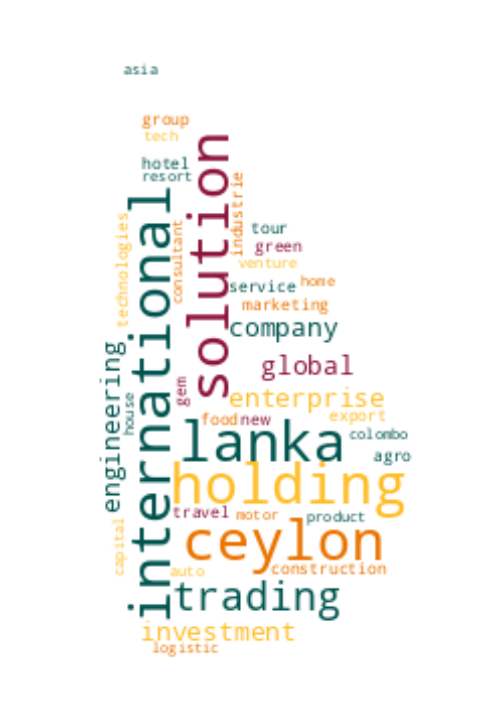 asia
group
tech
hotel
resort
solution
industrie
international
technologies
consultant
tour
green
venture
service
home
marketing
company
global
engineering
house
gem
enterprise
export
food
new
lanka
colombo
agro
holding
travel
motor
product
capital
ceylon
auto
construction
trading
investment
logistic